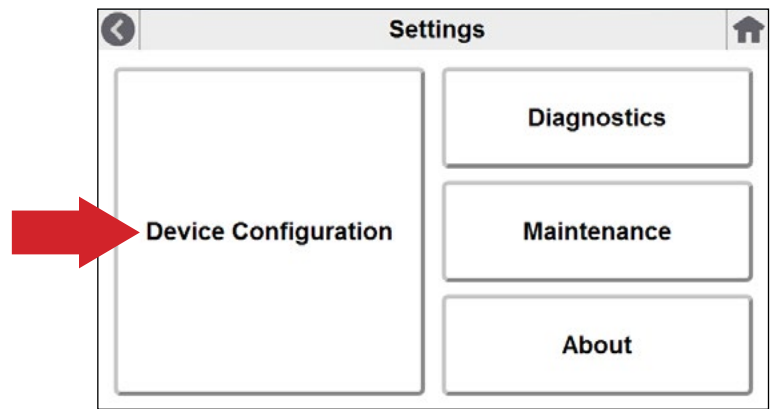 Settings
Device Configuration
Diagnostics
Maintenance
About